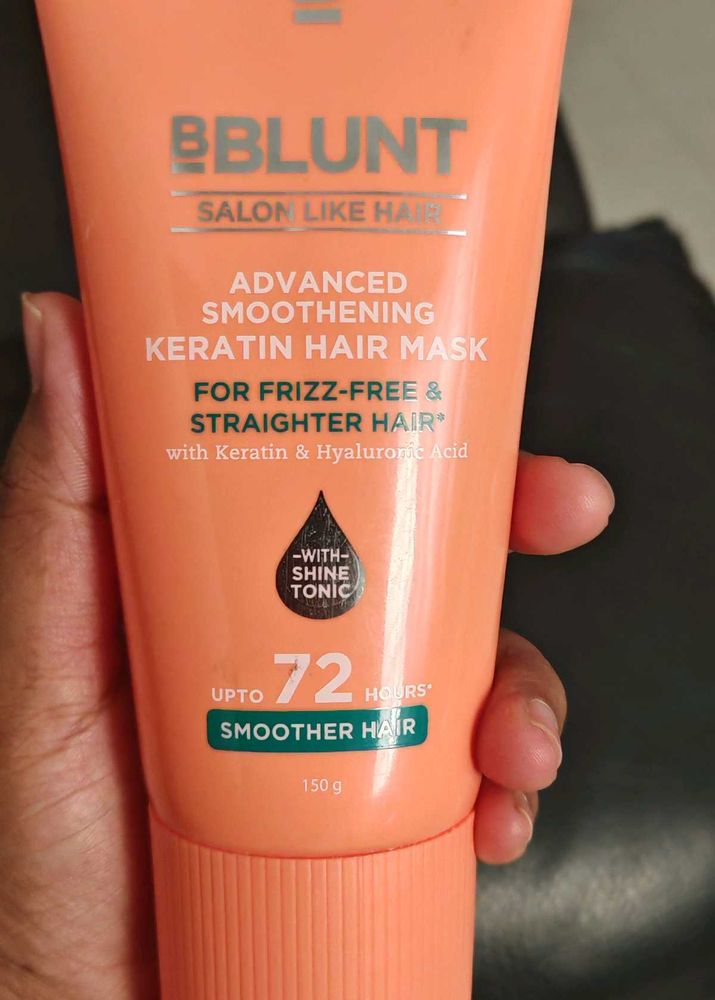 BBLUNT
SALON LIKE HAIR
ADVANCED
SMOOTHENING
KERATIN HAIR MASK
FOR FRIZZ-FREE &
STRAIGHTER HAIR*
with Keratin & Hyaluronic Acid
-WITH-
SHINE
TONIC
UPTO 72 HOURS*
SMOOTHER HAIR
150 g